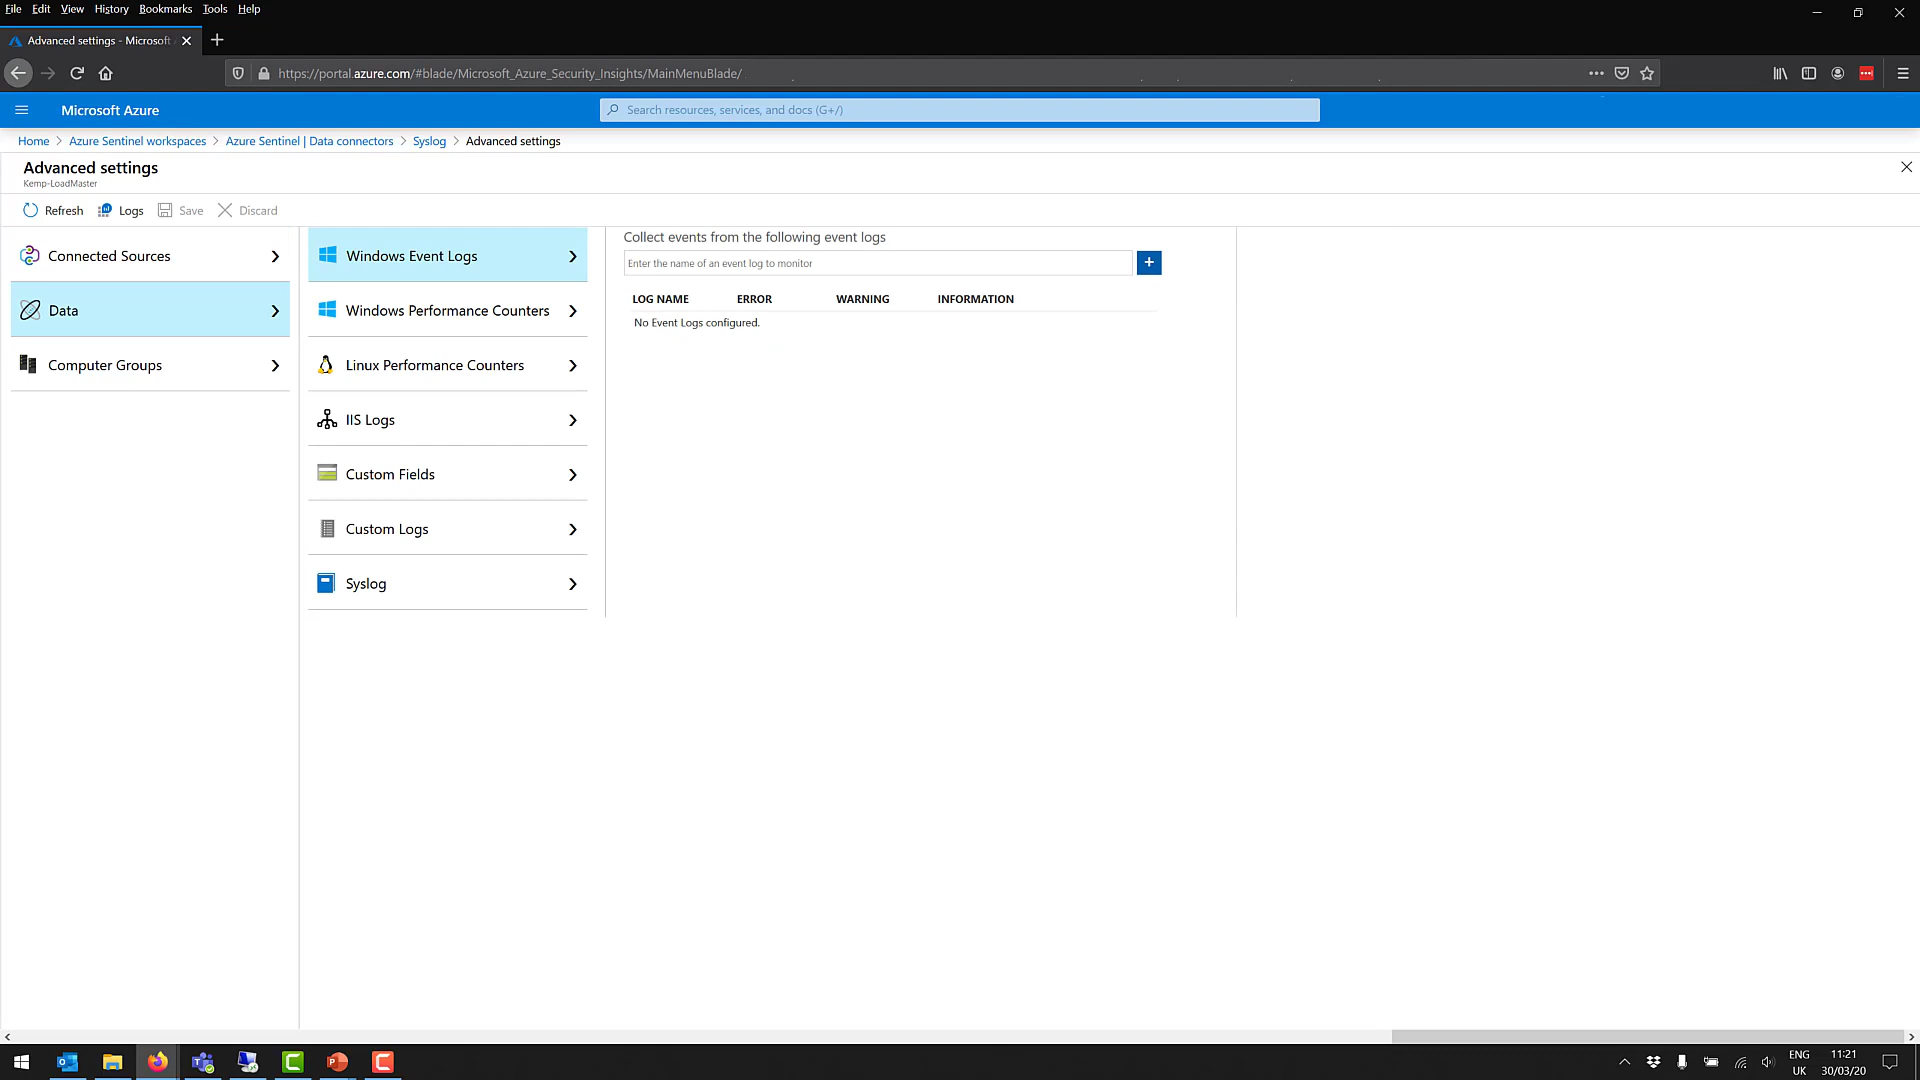 File Edit View History Bookmarks Tools Help
Advanced settings - Microsoft
https://portal.azure.com/#blade/Microsoft_Azure_Security_Insights/MainMenuBlade/
Microsoft Azure
Search resources, services, and docs (G+/)
Home > Azure Sentinel workspaces > Azure Sentinel | Data connectors > Syslog > Advanced settings
Advanced settings
Kemp-LoadMaster
Refresh Logs Save Discard
Connected Sources
Data
Computer Groups
Windows Event Logs
Windows Performance Counters
Linux Performance Counters
IIS Logs
Custom Fields
Custom Logs
Syslog
Collect events from the following event logs
Enter the name of an event log to monitor
LOG NAME ERROR WARNING INFORMATION
No Event Logs configured.
ENG 11:21
UK 30/03/20